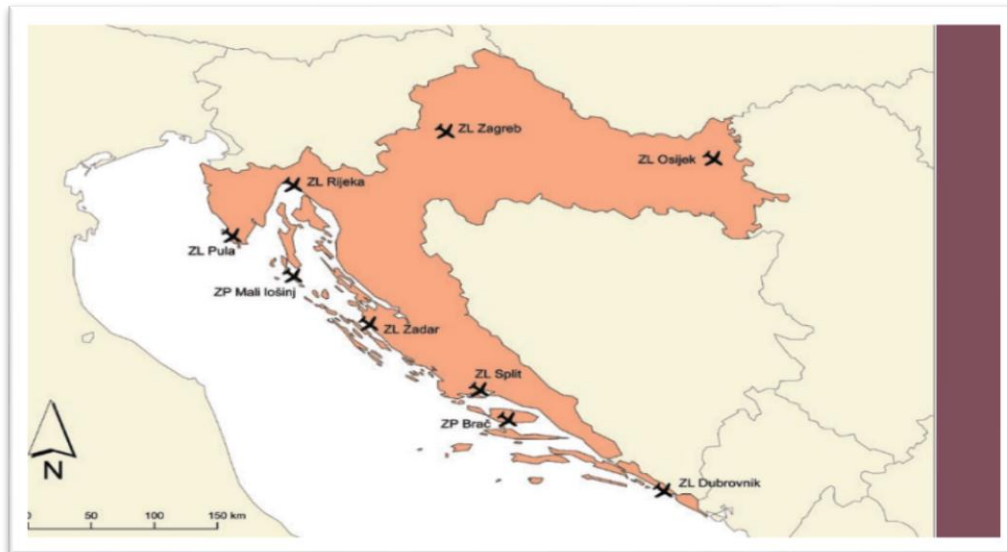 ZL Zagreb
ZL Osijek
ZL Rijeka
ZL Pula
ZP Mali lošinj
ZL Zadar
ZL Split
ZP Brač
ZL Dubrovnik
N
0 50 100 150 km